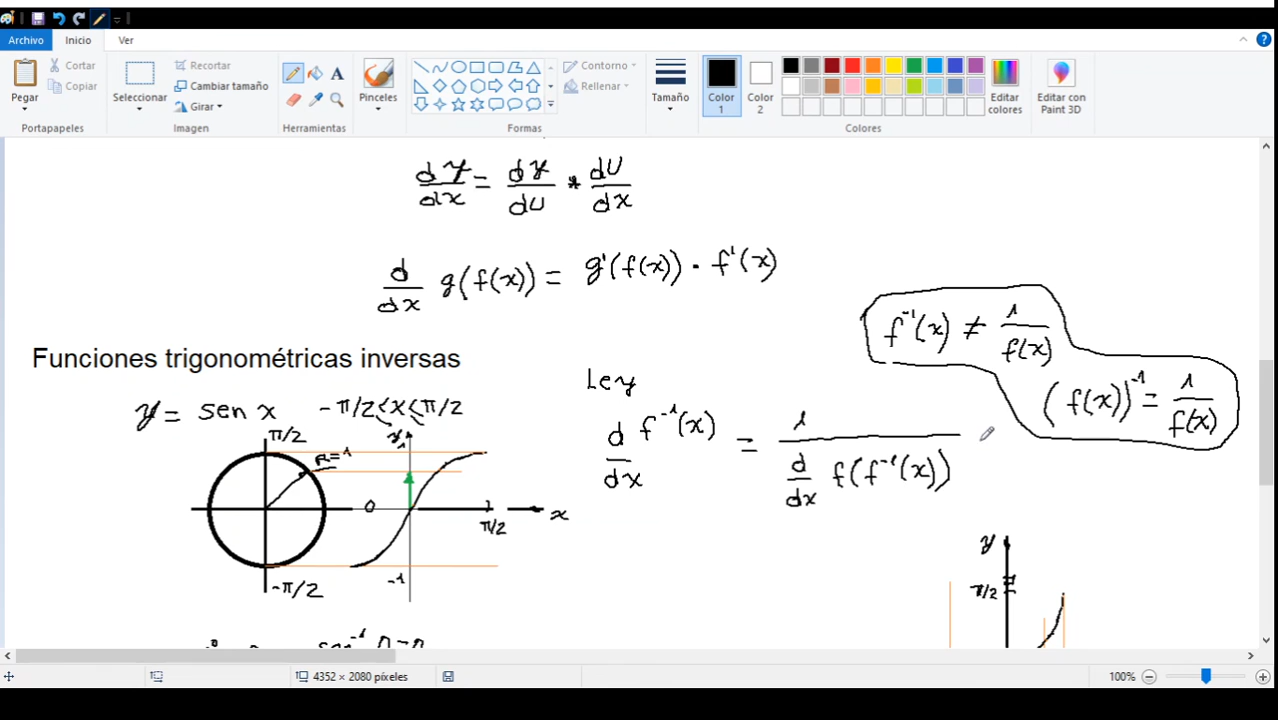 Archivo Inicio Ver
Pegar
Cortar
Copiar
Portapapeles
Seleccionar
Recortar
Cambiar tamaño
Girar
Imagen
Herramientas
Pinceles
Contorno
Rellenar
Formas
Tamaño
Color 1
Color 2
Editar colores
Editar con Paint 3D
Colores
dy/dx = dy/du * du/dx
d/dx g(f(x)) = g'(f(x)) · f'(x)
f⁻¹(x) ≠ 1/f(x)
(f(x))⁻¹ = 1/f(x)
Funciones trigonométricas inversas
Ley
d/dx f⁻¹(x) = 1 / (d/dx f(f⁻¹(x)))
y = sen x -π/2<x<π/2
π/2
R=1
-π/2
y
1
0
π/2
x
-1
y
π/2
4352 × 2080 píxeles
100%